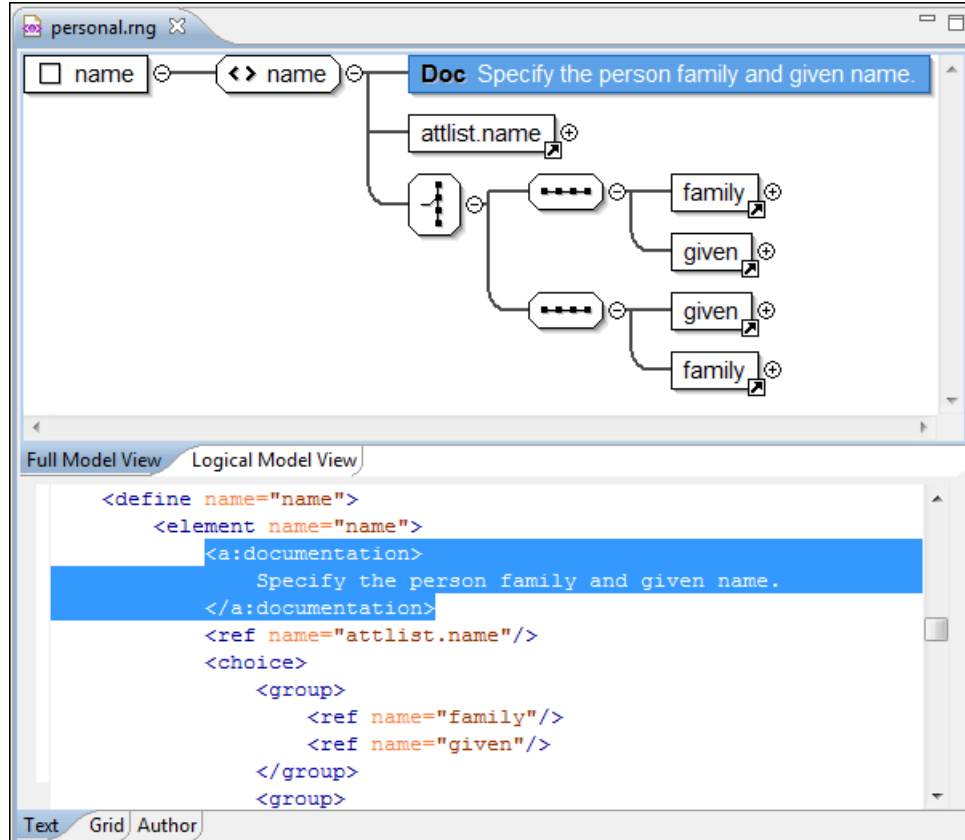 personal.rng
name
<> name
Doc Specify the person family and given name.
attlist.name
family
given
given
family
Full Model View Logical Model View
<define name="name">
<element name="name">
<a:documentation>
Specify the person family and given name.
</a:documentation>
<ref name="attlist.name"/>
<choice>
<group>
<ref name="family"/>
<ref name="given"/>
</group>
<group>
Text Grid Author